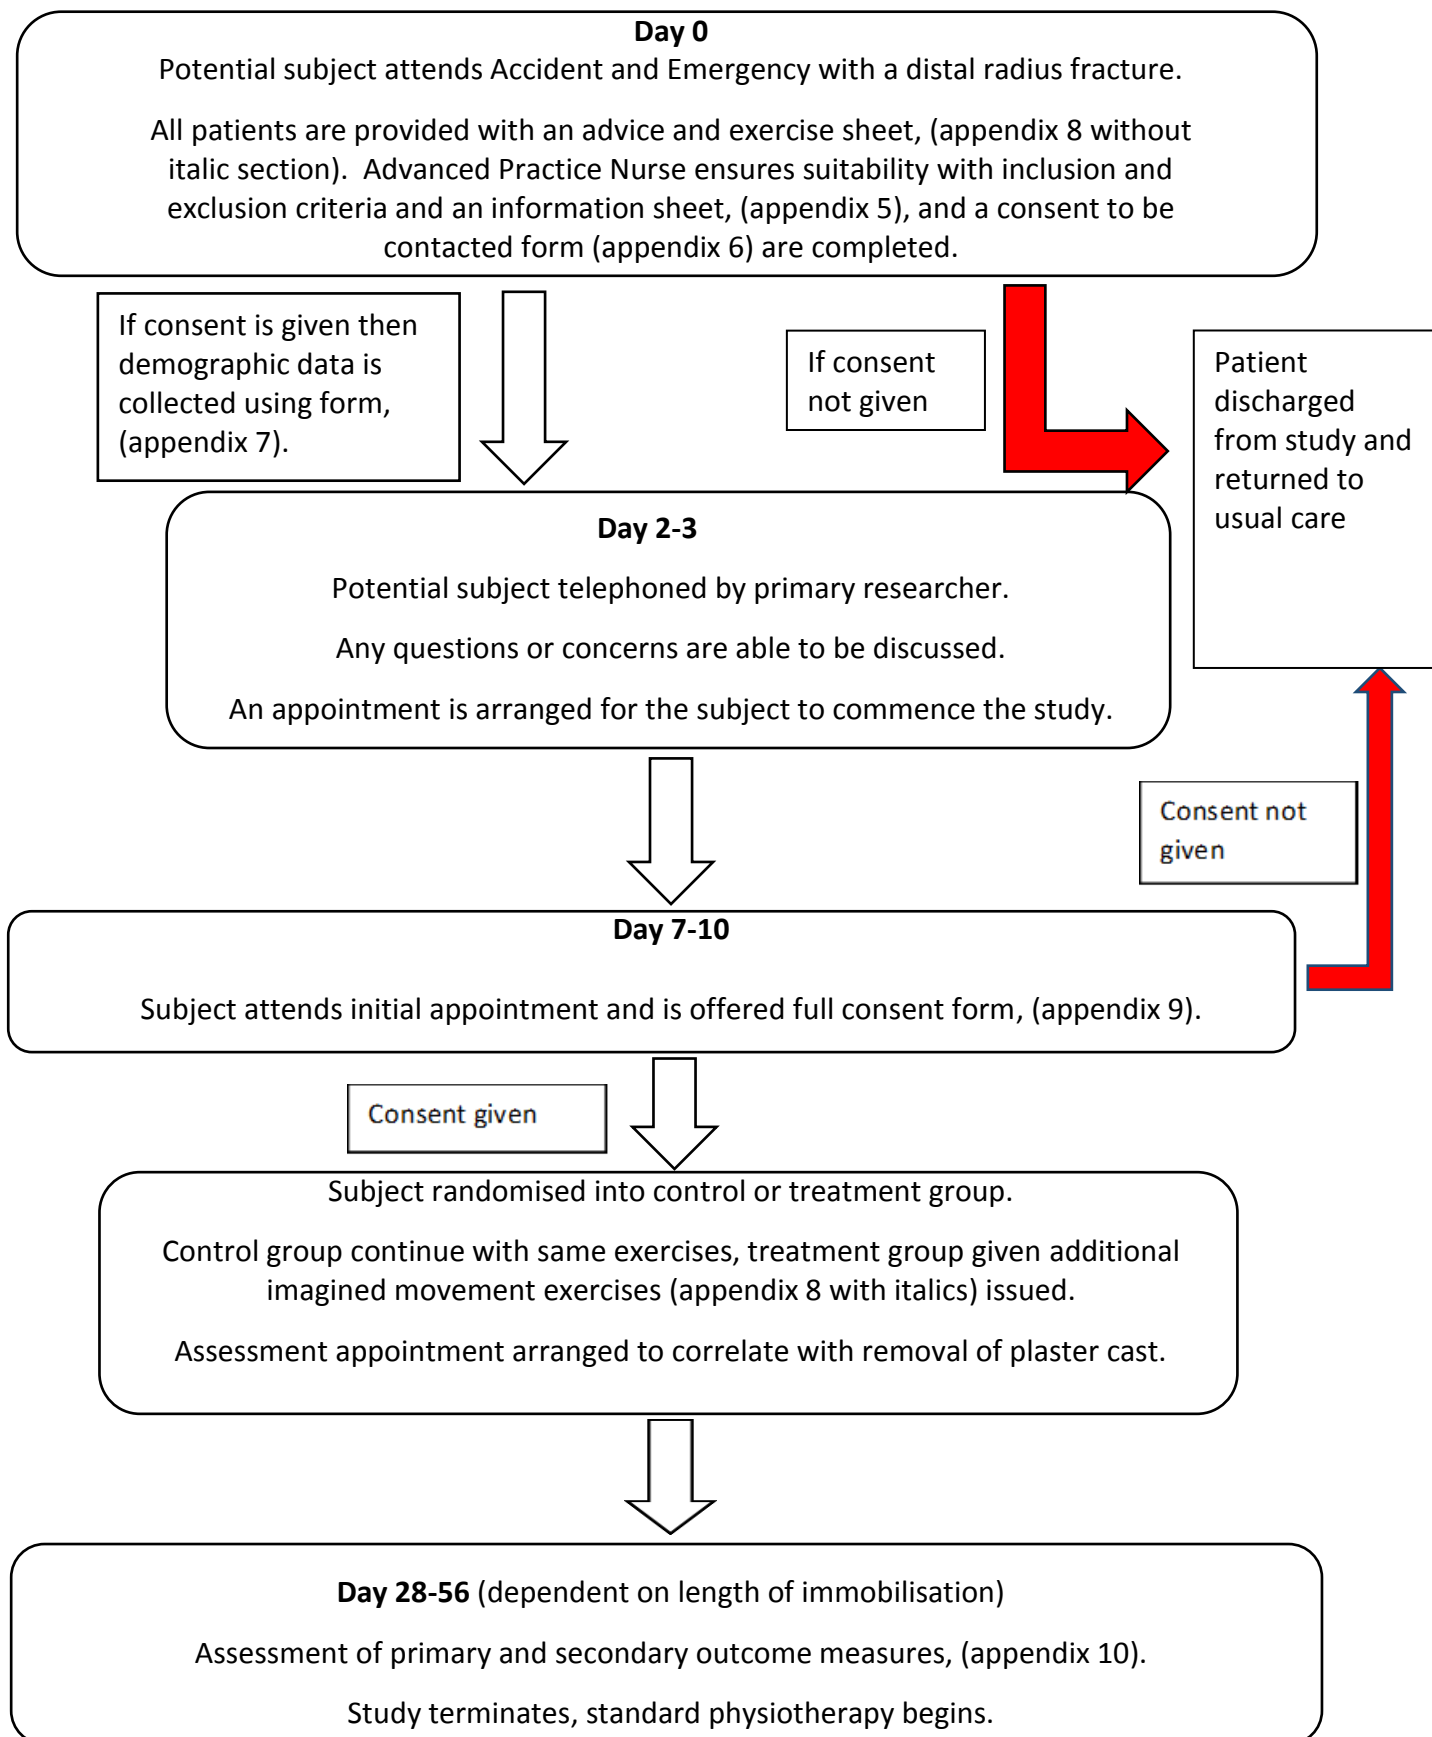 Day 0
Potential subject attends Accident and Emergency with a distal radius fracture.
All patients are provided with an advice and exercise sheet, (appendix 8 without
italic section).  Advanced Practice Nurse ensures suitability with inclusion and
exclusion criteria and an information sheet, (appendix 5), and a consent to be
contacted form (appendix 6) are completed.
If consent is given then
demographic data is
collected using form,
(appendix 7).
If consent
not given
Patient
discharged
from study and
returned to
usual care
Day 2-3
Potential subject telephoned by primary researcher.
Any questions or concerns are able to be discussed.
An appointment is arranged for the subject to commence the study.
Consent not
given
Day 7-10
Subject attends initial appointment and is offered full consent form, (appendix 9).
Consent given
Subject randomised into control or treatment group.
Control group continue with same exercises, treatment group given additional
imagined movement exercises (appendix 8 with italics) issued.
Assessment appointment arranged to correlate with removal of plaster cast.
Day 28-56 (dependent on length of immobilisation)
Assessment of primary and secondary outcome measures, (appendix 10).
Study terminates, standard physiotherapy begins.